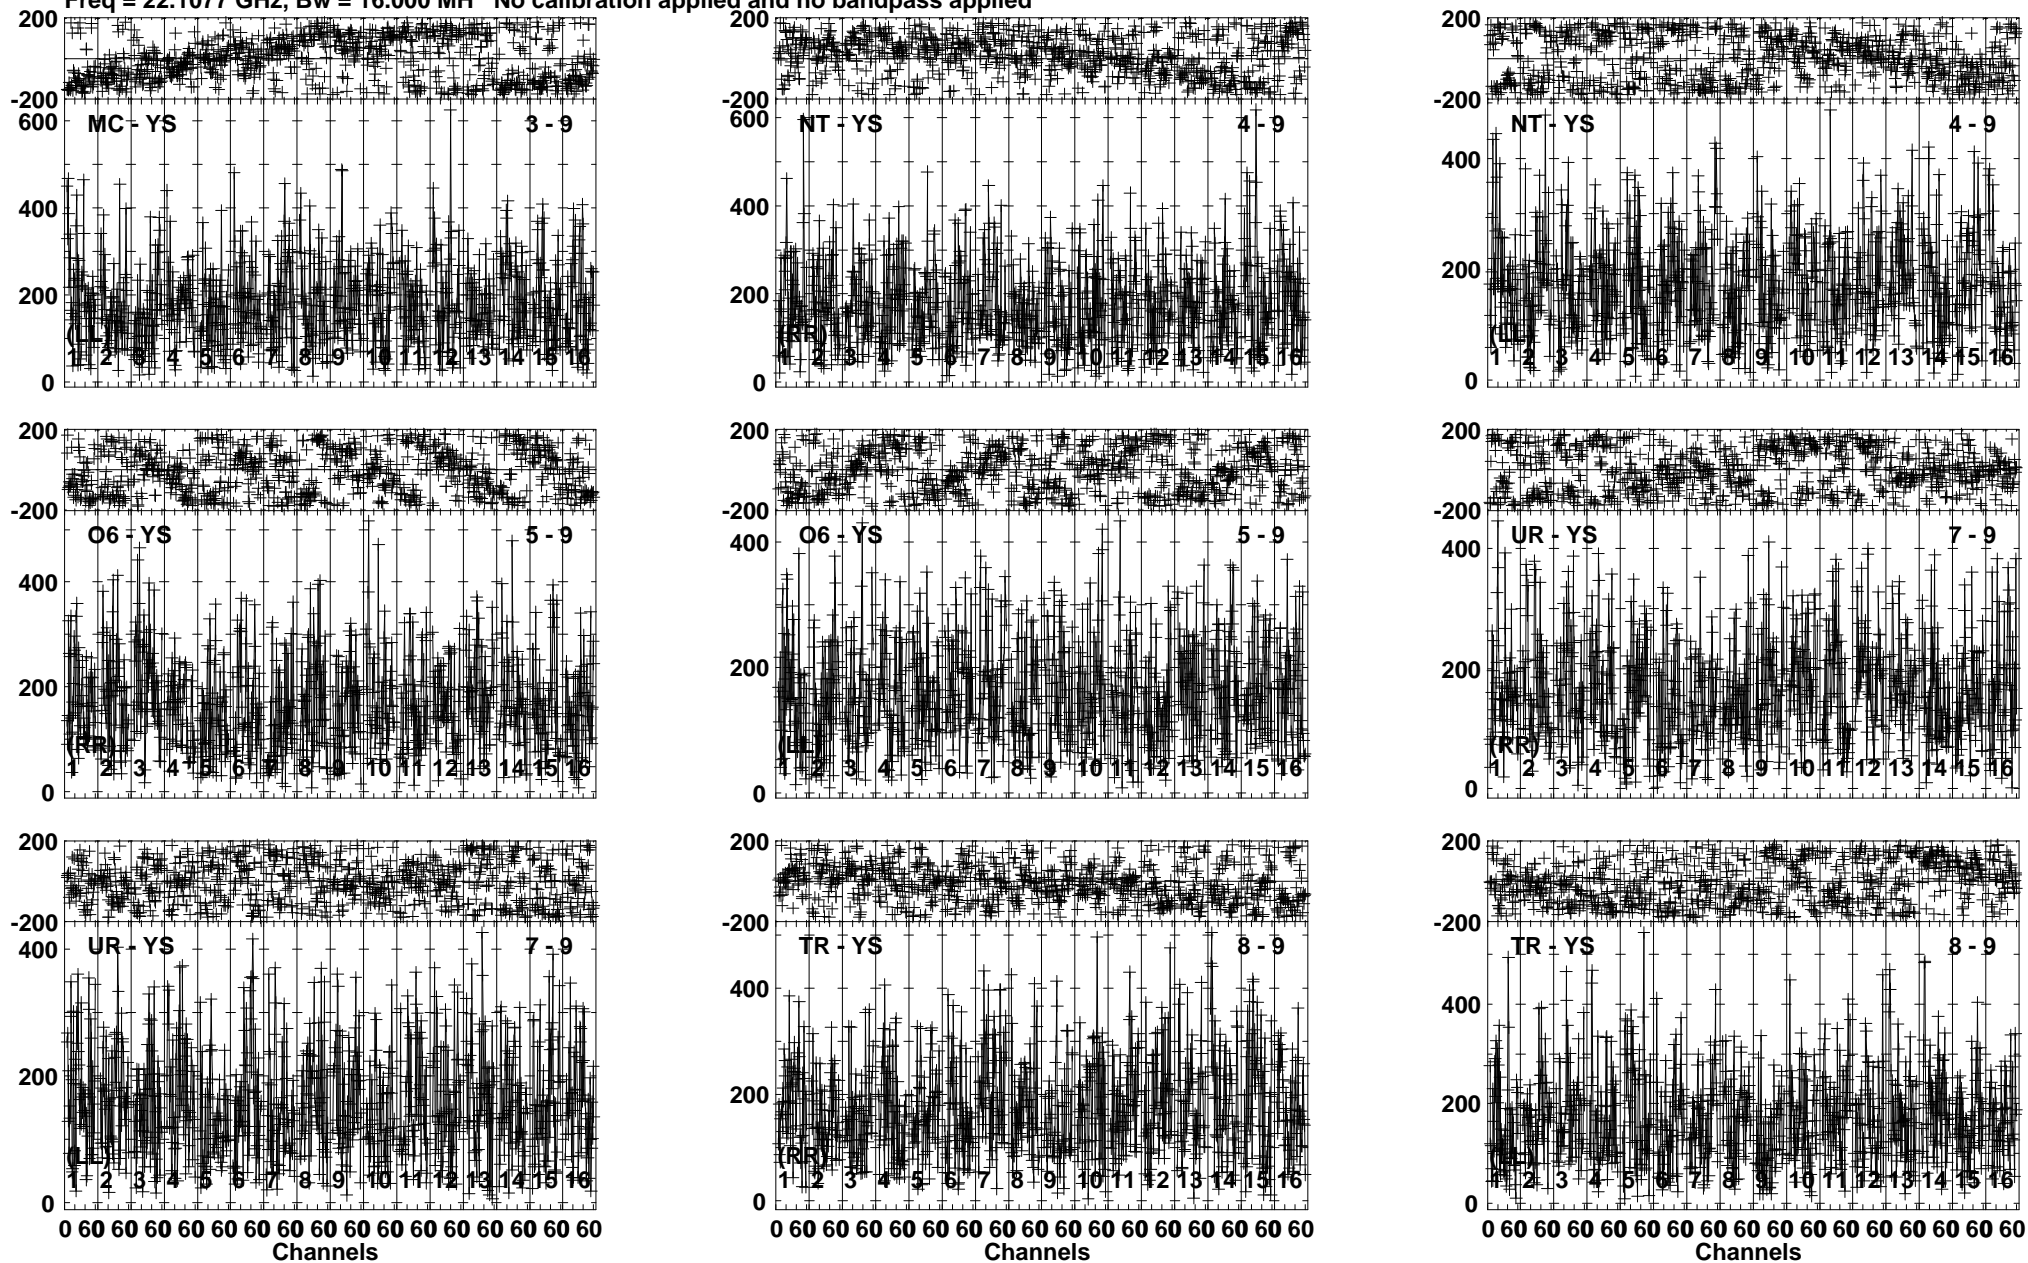 Freq = 22.1077 GHz, Bw = 16.000 MH No calibration applied and no bandpass applied
200 200 200
-200 -200 -200
600 600
MC - YS 3 - 9 NT - YS 4 - 9 NT - YS 4 - 9
400 400 400
200 200 200
(LL) (RR) (LL)
1 2 3 4 5 6 7 8 9 10 11 12 13 14 15 16 1 2 3 4 5 6 7 8 9 10 11 12 13 14 15 16 1 2 3 4 5 6 7 8 9 10 11 12 13 14 15 16
0 0 0
200 200 200
-200 -200 -200
O6 - YS 5 - 9 O6 - YS 5 - 9 UR - YS 7 - 9
400 400 400
200 200 200
(RR) (LL) (RR)
1 2 3 4 5 6 7 8 9 10 11 12 13 14 15 16 1 2 3 4 5 6 7 8 9 10 11 12 13 14 15 16 1 2 3 4 5 6 7 8 9 10 11 12 13 14 15 16
0 0 0
200 200 200
-200 -200 -200
UR - YS 7 - 9 TR - YS 8 - 9 TR - YS 8 - 9
400 400 400
200 200 200
(LL) (RR) (LL)
1 2 3 4 5 6 7 8 9 10 11 12 13 14 15 16 1 2 3 4 5 6 7 8 9 10 11 12 13 14 15 16 1 2 3 4 5 6 7 8 9 10 11 12 13 14 15 16
0 0 0
0 60 60 60 60 60 60 60 60 60 60 60 60 60 60 60 60 0 60 60 60 60 60 60 60 60 60 60 60 60 60 60 60 60 0 60 60 60 60 60 60 60 60 60 60 60 60 60 60 60 60
Channels Channels Channels